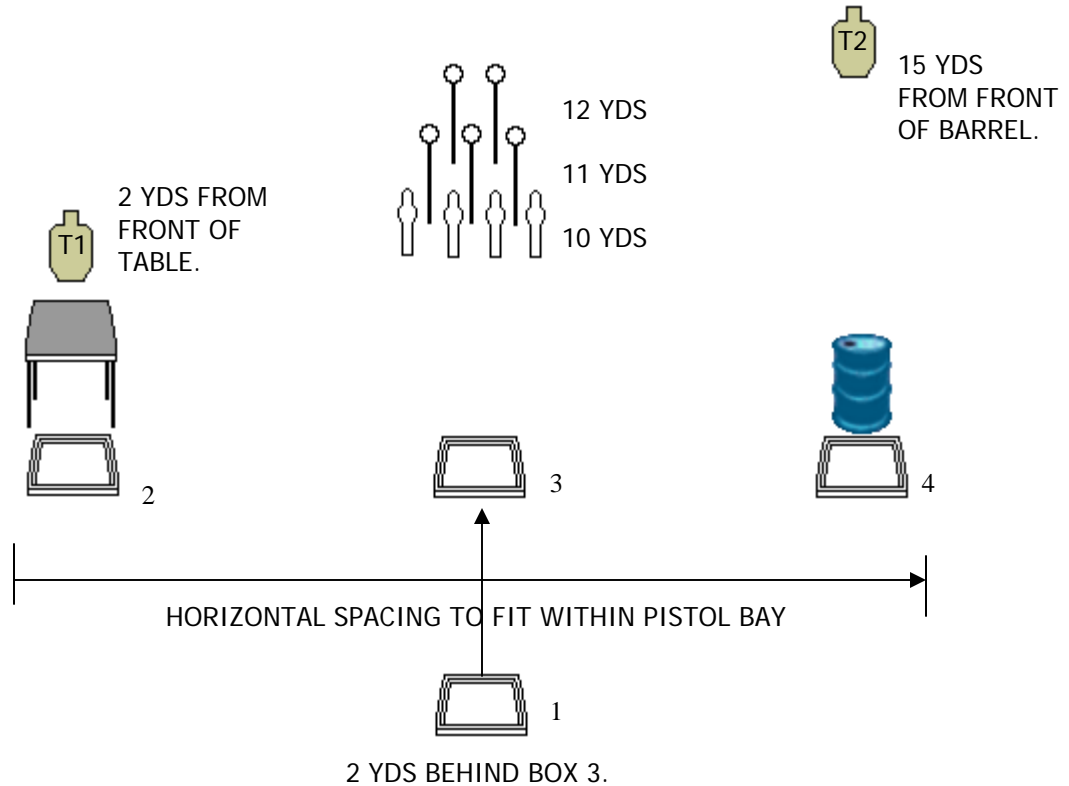 T2
15 YDS
FROM FRONT
OF BARREL.
12 YDS
11 YDS
10 YDS
2 YDS FROM
FRONT OF
TABLE.
T1
2
3
4
HORIZONTAL SPACING TO FIT WITHIN PISTOL BAY
1
2 YDS BEHIND BOX 3.